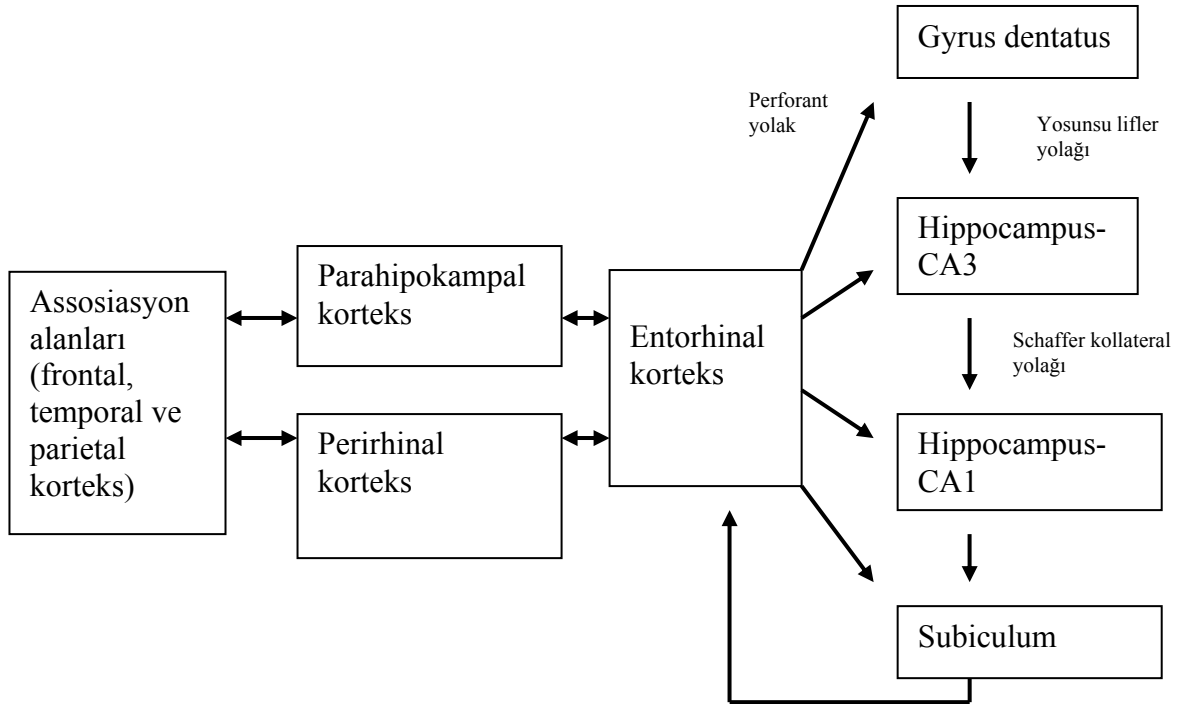 Gyrus dentatus
Perforant
yolak
Yosunsu lifler
yolağı
Hippocampus-
CA3
Parahipokampal
korteks
Assosiasyon
alanları
(frontal,
temporal ve
parietal
korteks)
Entorhinal
korteks
Schaffer kollateral
yolağı
Perirhinal
korteks
Hippocampus-
CA1
Subiculum